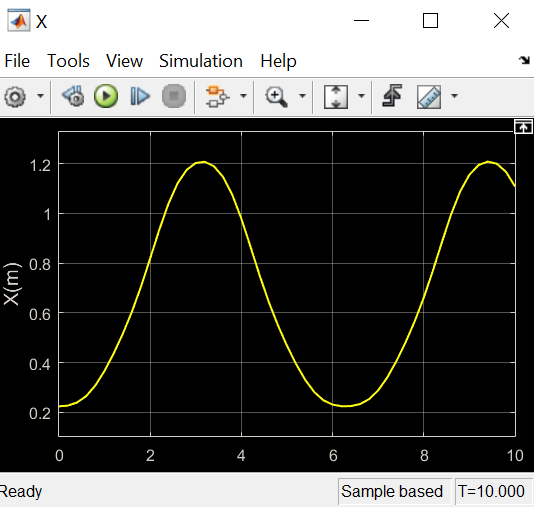 X
File Tools View Simulation Help
1.2
1
0.8
0.6
0.4
0.2
X(m)
0 2 4 6 8 10
Ready Sample based T=10.000